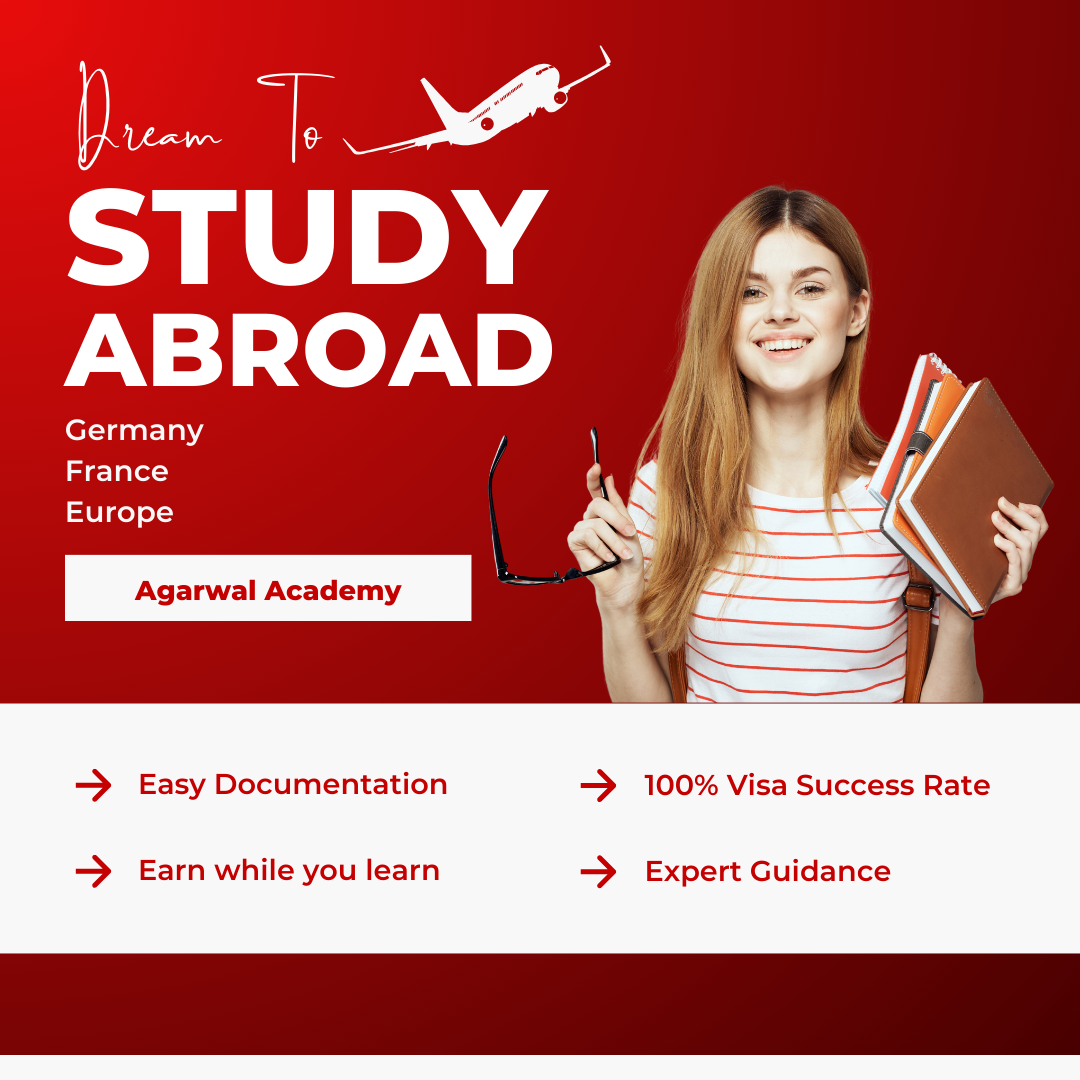 Dream To
STUDY
ABROAD
Germany
France
Europe
Agarwal Academy
Easy Documentation
100% Visa Success Rate
Earn while you learn
Expert Guidance